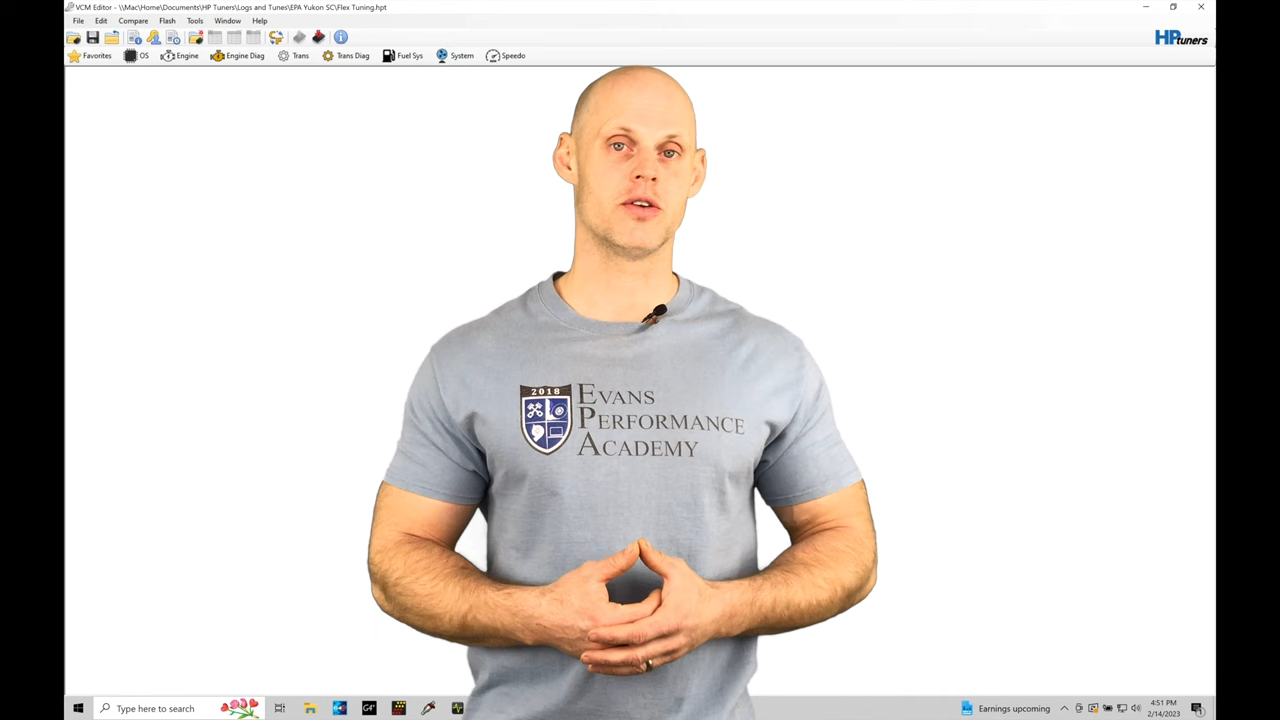 VCM Editor - \\Mac\Home\Documents\HP Tuners\Logs and Tunes\EPA Yukon SC\Flex Tuning.hpt
File Edit Compare Flash Tools Window Help
HPtuners
Favorites OS Engine Engine Diag Trans Trans Diag Fuel Sys System Speedo
2018
EVANS
PERFORMANCE
ACADEMY
Type here to search
G4+
Earnings upcoming
4:51 PM
2/14/2023
1